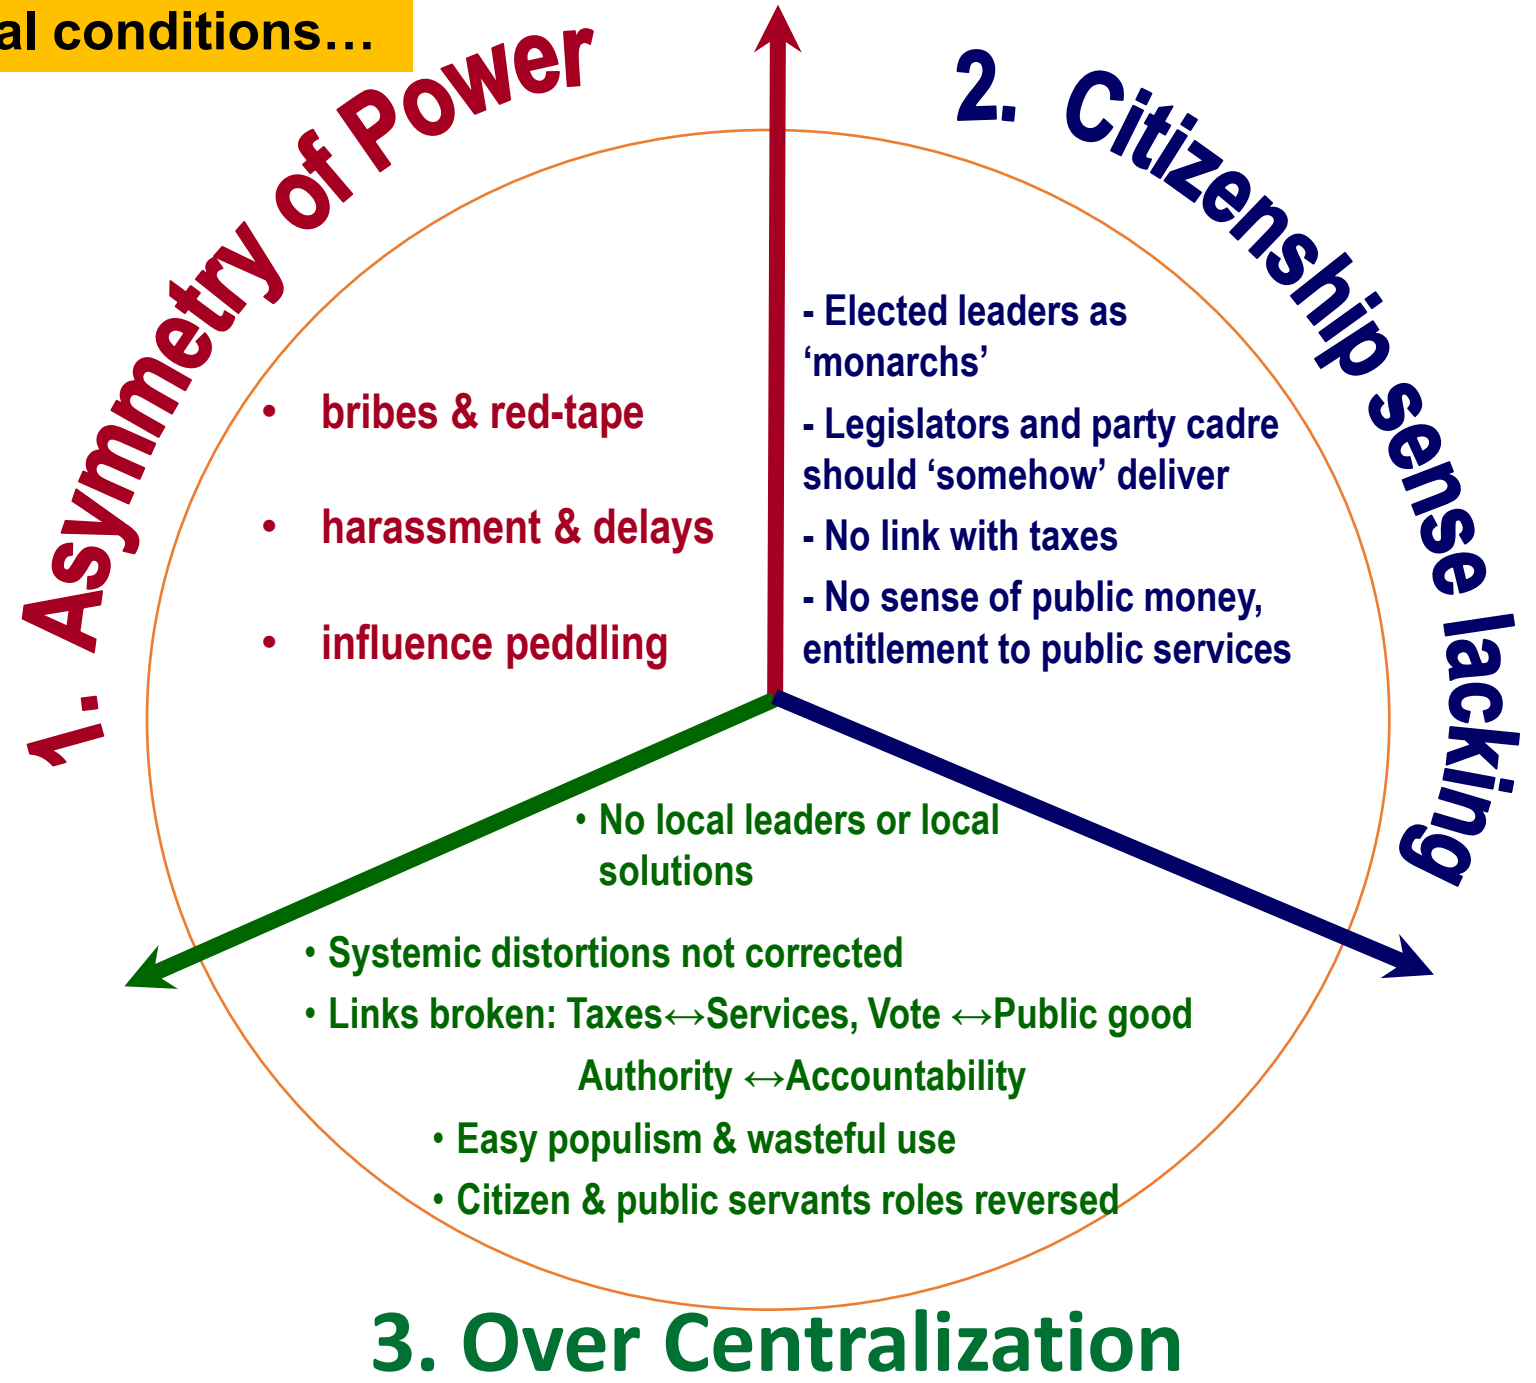 al conditions…
1. Asymmetry of Power
• bribes & red-tape
• harassment & delays
• influence peddling
2. Citizenship sense lacking
- Elected leaders as
‘monarchs’
- Legislators and party cadre
should ‘somehow’ deliver
- No link with taxes
- No sense of public money,
entitlement to public services
• No local leaders or local
solutions
• Systemic distortions not corrected
• Links broken: Taxes↔Services, Vote ↔Public good
Authority ↔Accountability
• Easy populism & wasteful use
• Citizen & public servants roles reversed
3. Over Centralization